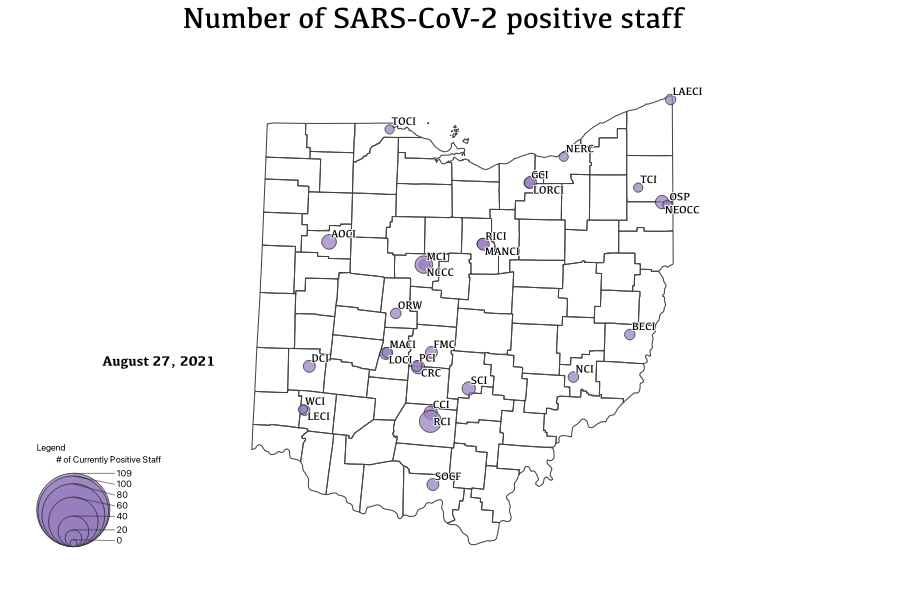 Number of SARS-CoV-2 positive staff
LAECI
TOCI
NERC
GCI
LORCI
TCI
OSP
NEOCC
AOCI
RICI
MANCI
MCI
NCCC
ORW
BECI
MACI
LOCI
FMC
PCI
CRC
August 27, 2021
DCI
NCI
SCI
WCI
LECI
CCI
RCI
SOCF
Legend
# of Currently Positive Staff
109
100
80
60
40
20
0